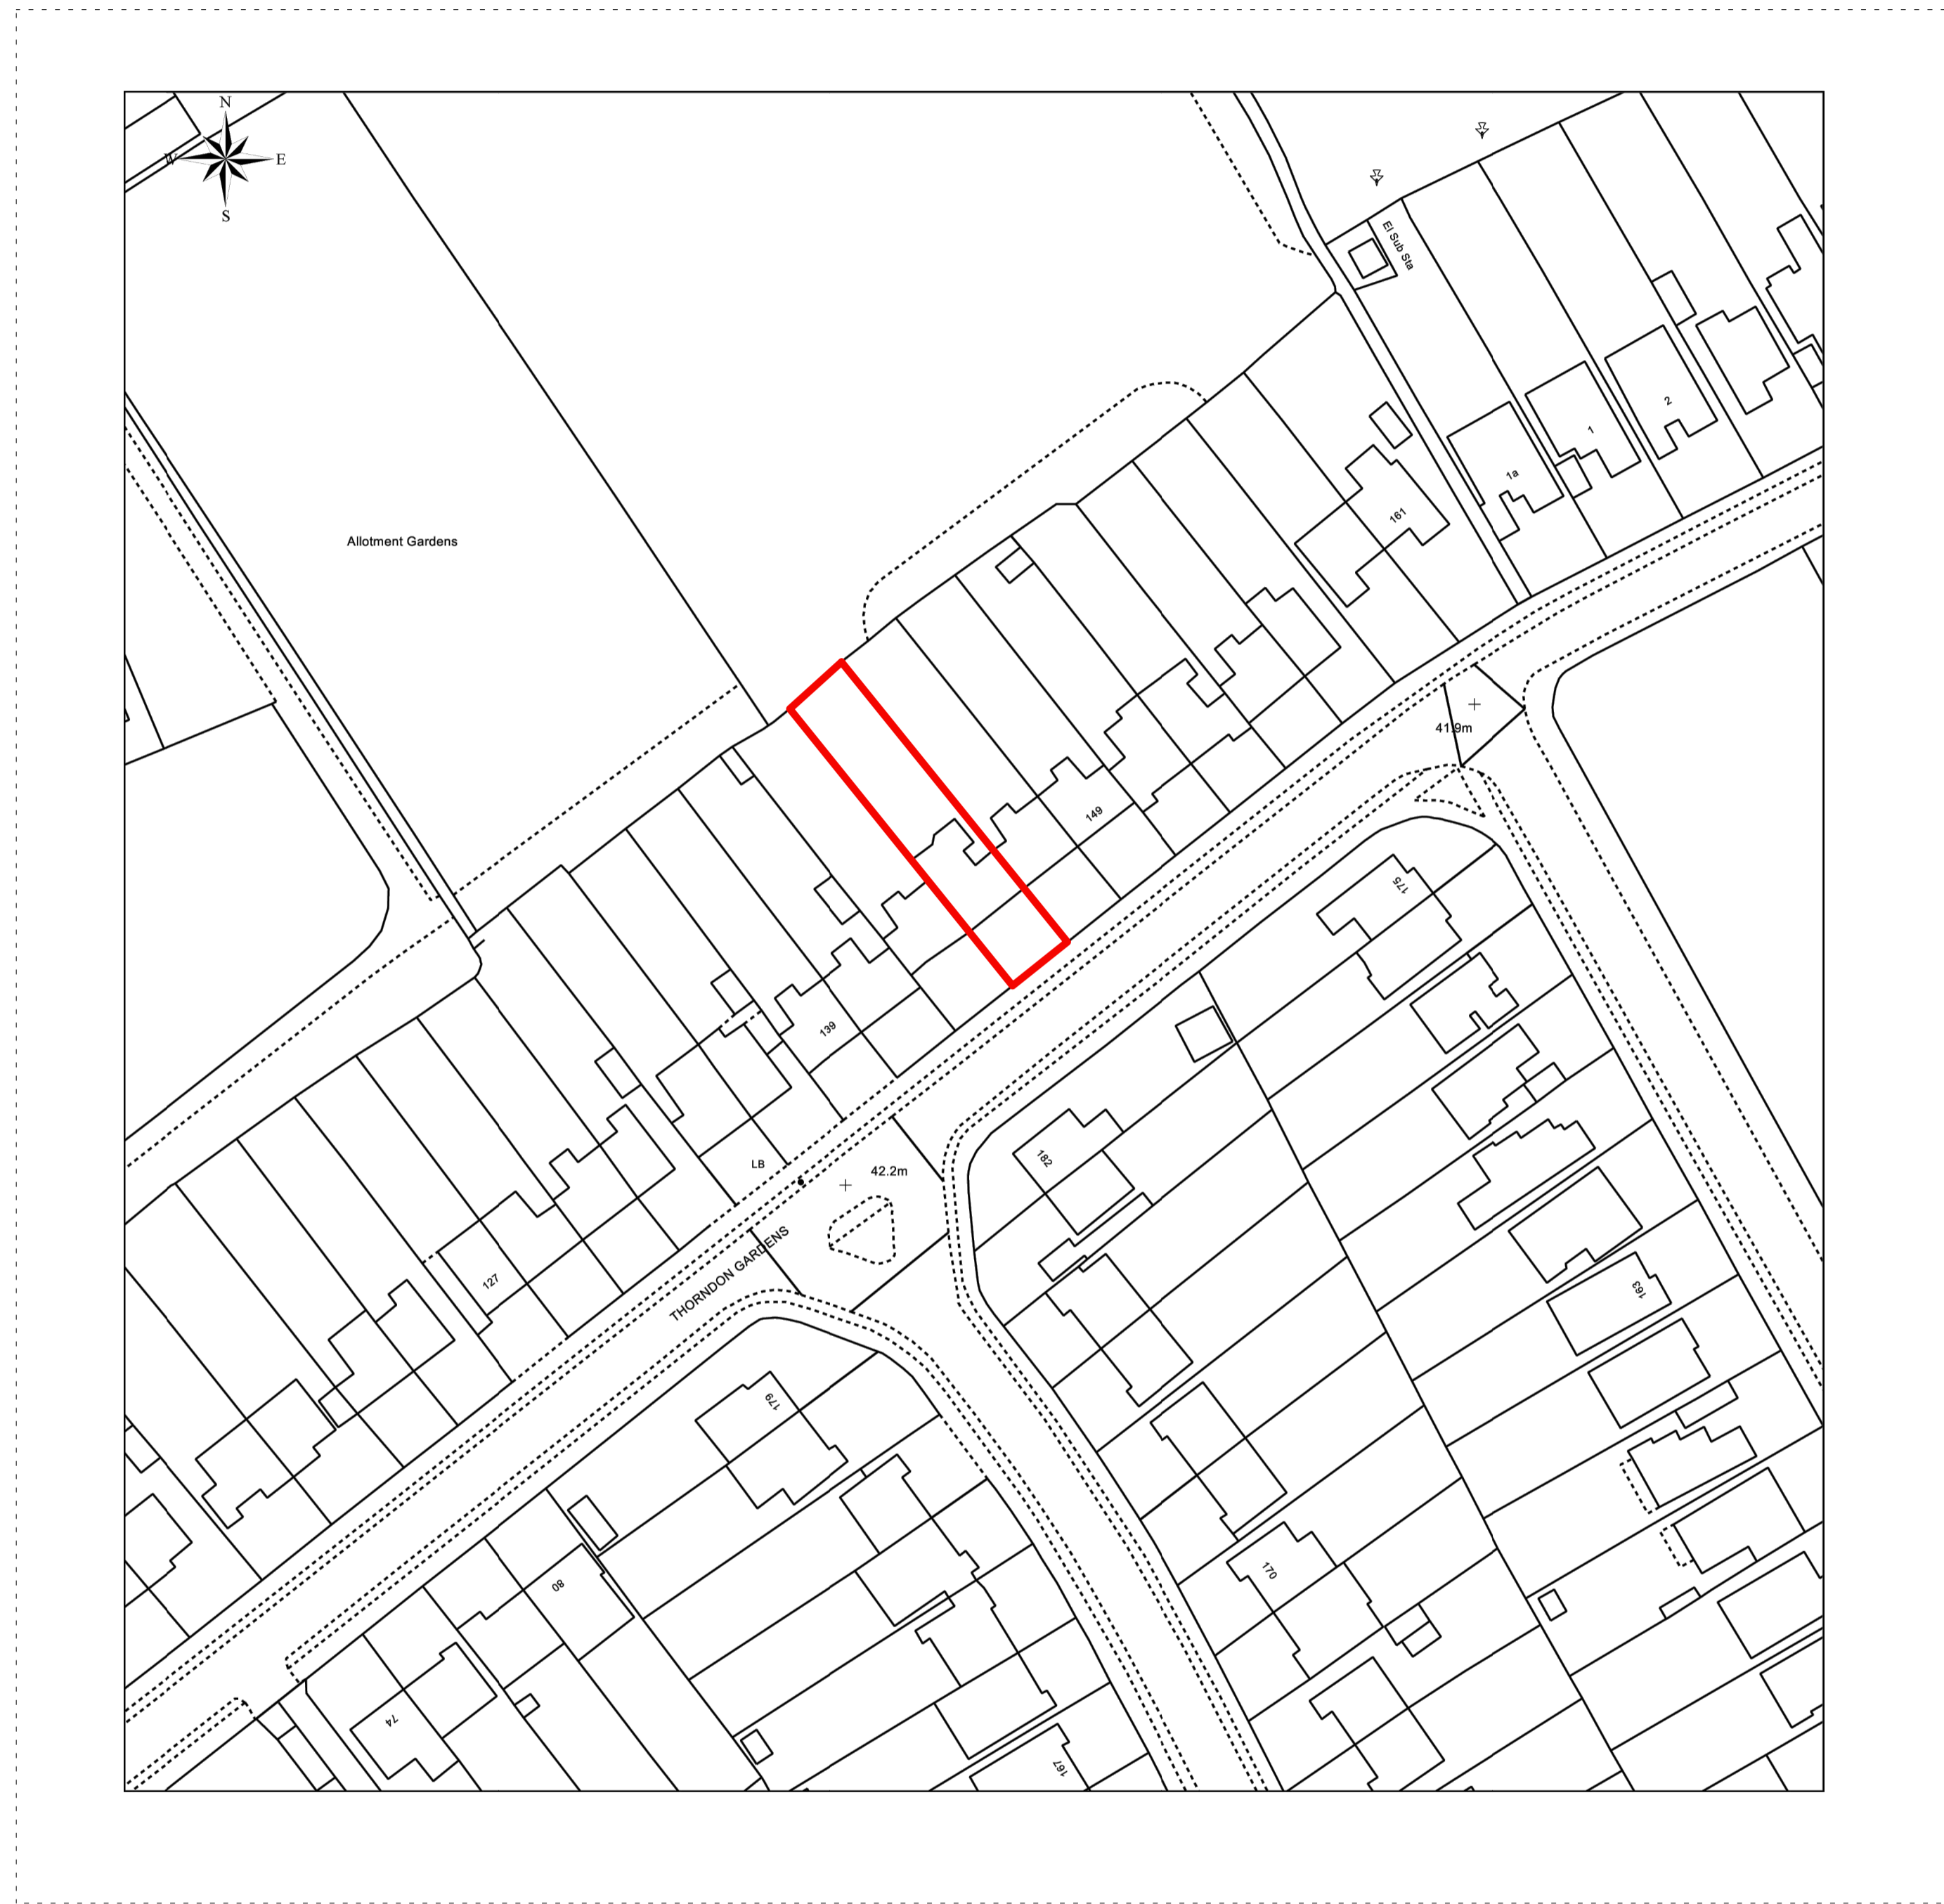 N
W
E
S
El Sub Sta
2
1
1a
161
Allotment Gardens
41.9m
149
175
139
182
LB
42.2m
THORNDON GARDENS
127
163
179
80
170
74
167